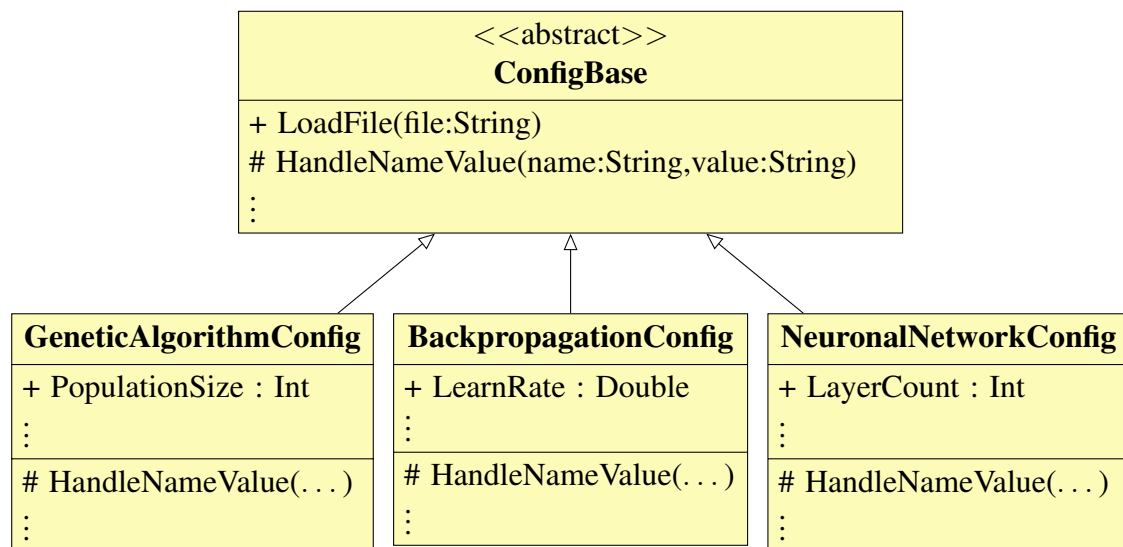 <<abstract>>
ConfigBase
+ LoadFile(file:String)
# HandleNameValue(name:String,value:String)
⋮
GeneticAlgorithmConfig
+ PopulationSize : Int
⋮
# HandleNameValue(...)
⋮
BackpropagationConfig
+ LearnRate : Double
⋮
# HandleNameValue(...)
⋮
NeuronalNetworkConfig
+ LayerCount : Int
⋮
# HandleNameValue(...)
⋮